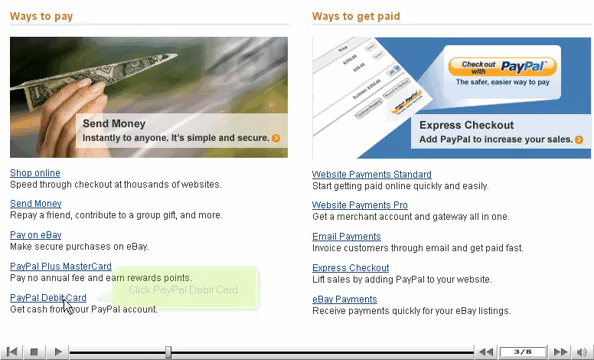 Ways to pay
Send Money
Instantly to anyone. It's simple and secure.
Shop online
Speed through checkout at thousands of websites.
Send Money
Repay a friend, contribute to a group gift, and more.
Pay on eBay
Make secure purchases on eBay.
PayPal Plus MasterCard
Pay no annual fee and earn rewards points.
PayPal Debit Card
Get cash from your PayPal account.
Click PayPal Debit Card
Ways to get paid
Checkout
with PayPal
The safer, easier way to pay
Express Checkout
Add PayPal to increase your sales.
Website Payments Standard
Start getting paid online quickly and easily.
Website Payments Pro
Get a merchant account and gateway all in one.
Email Payments
Invoice customers through email and get paid fast.
Express Checkout
Lift sales by adding PayPal to your website.
eBay Payments
Receive payments quickly for your eBay listings.
3/8